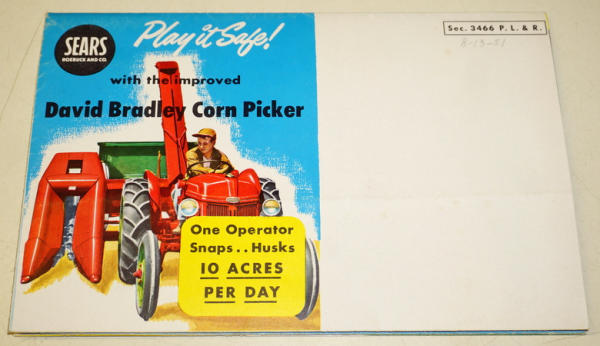 SEARS
ROEBUCK AND CO.
Play it Safe!
with the improved
David Bradley Corn Picker
One Operator
Snaps..Husks
10 ACRES
PER DAY
Sec. 3466 P. L. & R.
8-13-51